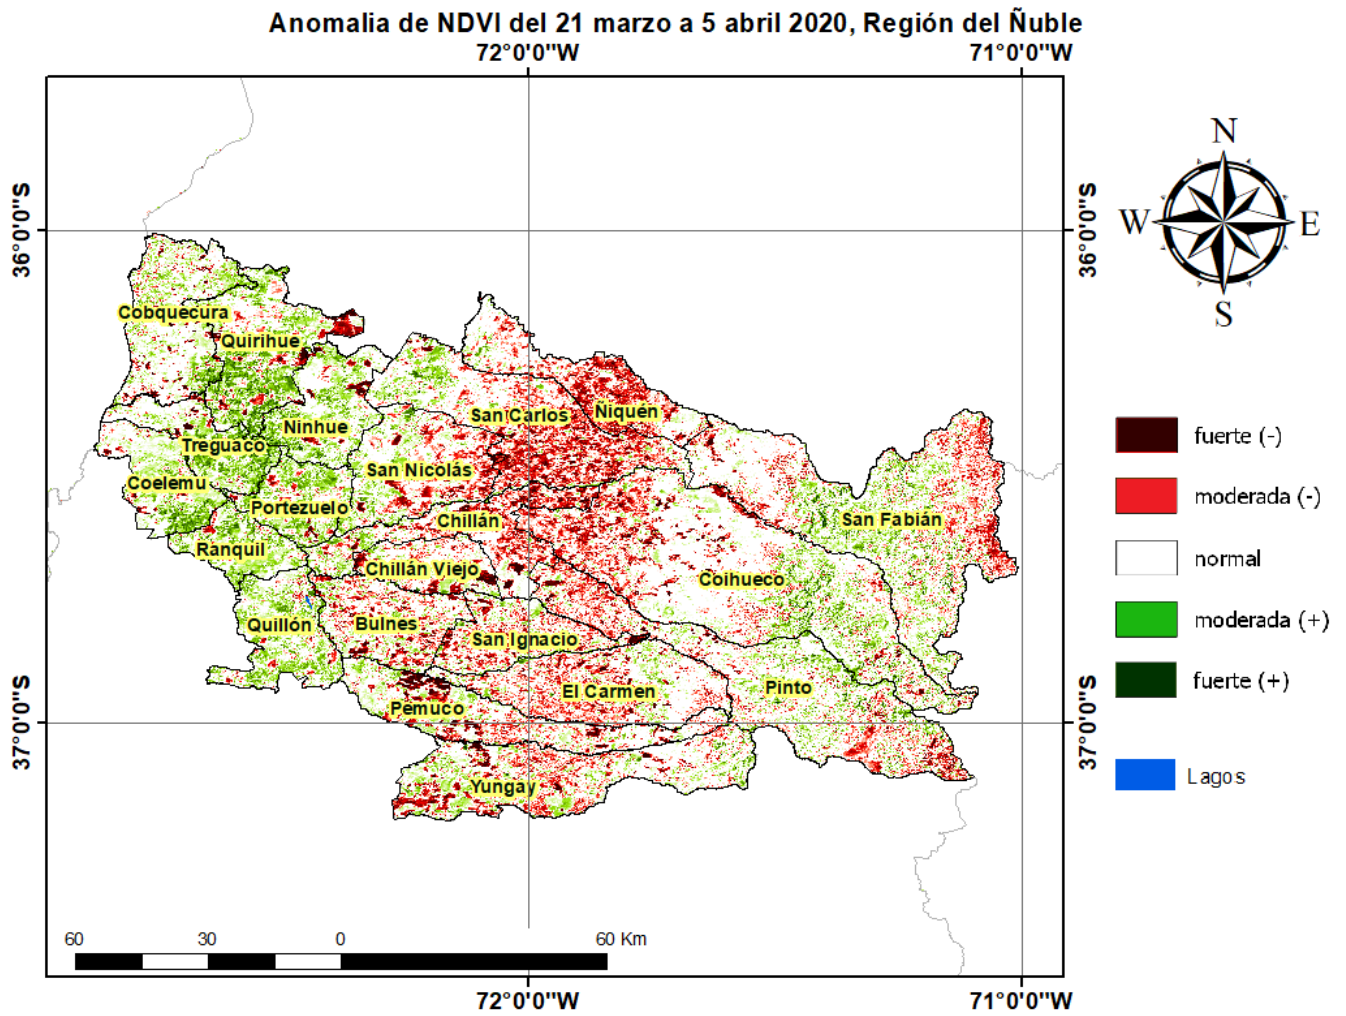 Anomalia de NDVI del 21 marzo a 5 abril 2020, Región del Ñuble
72°0'0"W
71°0'0"W
36°0'0"S
36°0'0"S
N
W
E
S
Cobquecura
Quirihue
San Carlos
Ñiquén
Ninhue
Treguaco
San Nicolás
Coelemu
Portezuelo
Chillán
San Fabián
Ranquil
Chillán Viejo
Coihueco
Quillón
Bulnes
San Ignacio
El Carmen
Pinto
Pemuco
Yungay
fuerte (-)
moderada (-)
normal
moderada (+)
fuerte (+)
Lagos
37°0'0"S
37°0'0"S
60
30
0
60 Km
72°0'0"W
71°0'0"W